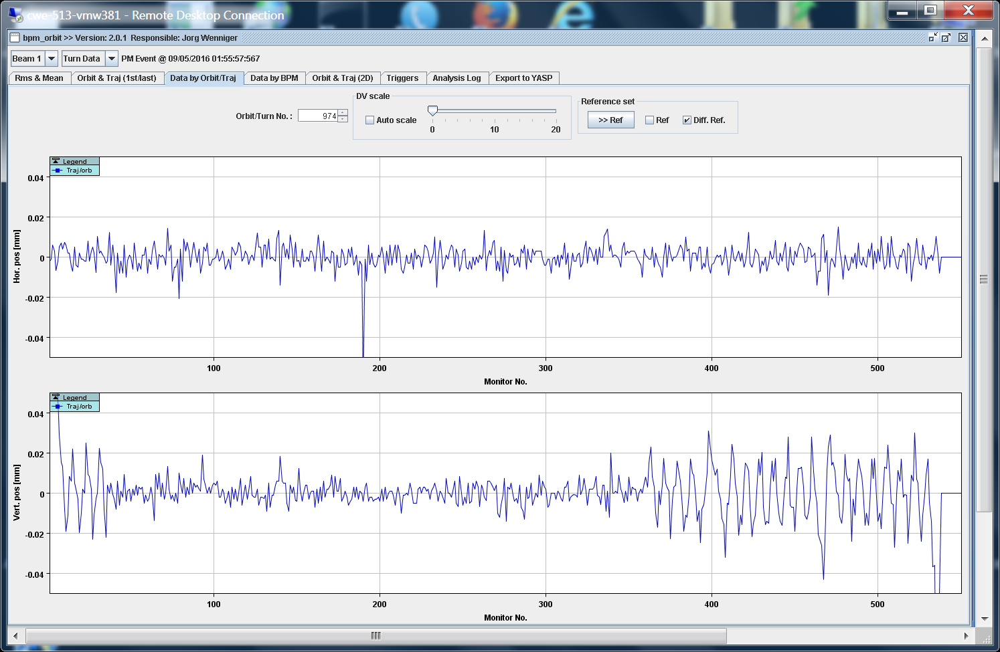 cwe-513-vmw381 - Remote Desktop Connection
bpm_orbit >> Version: 2.0.1 Responsible: Jorg Wenniger
Beam 1 Turn Data PM Event @ 09/05/2016 01:55:57:567
Rms & Mean Orbit & Traj (1st/last) Data by Orbit/Traj Data by BPM Orbit & Traj (2D) Triggers Analysis Log Export to YASP
DV scale
Reference set
Orbit/Turn No. : 974
Auto scale
>> Ref Ref Diff. Ref.
0 10 20
Legend
Traj/orb
0.04
0.02
0
-0.02
-0.04
Hor. pos [mm]
100 200 300 400 500
Monitor No.
Legend
Traj/orb
0.04
0.02
0
-0.02
-0.04
Vert. pos [mm]
100 200 300 400 500
Monitor No.